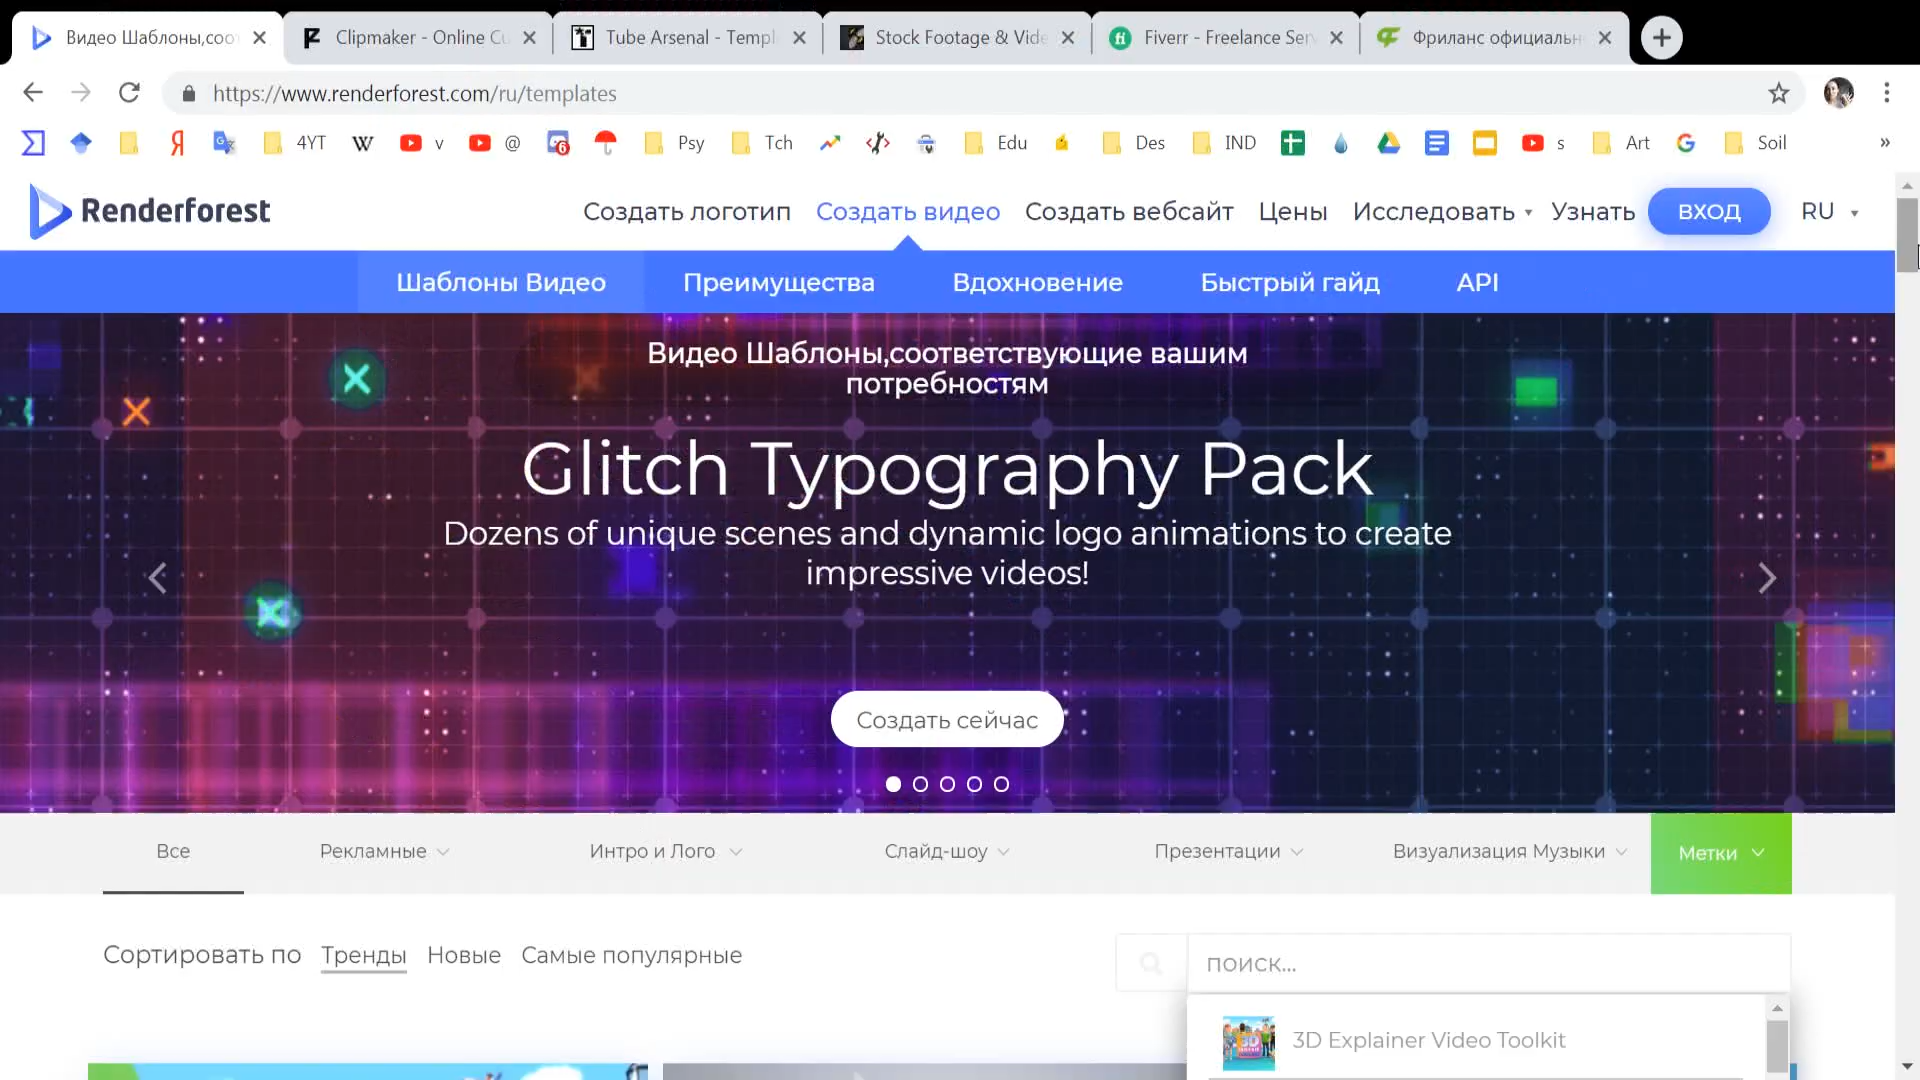 Видео Шаблоны,соо
Clipmaker - Online Cu
Tube Arsenal - Templ
Stock Footage & Vide
Fiverr - Freelance Serv
Фриланс официальн
https://www.renderforest.com/ru/templates
4YT
v
@
6
Psy
Tch
Edu
Des
IND
s
Art
Soil
»
Renderforest
Создать логотип
Создать видео
Создать вебсайт
Цены
Исследовать
Узнать
ВХОД
RU
Шаблоны Видео
Преимущества
Вдохновение
Быстрый гайд
API
Видео Шаблоны,соответствующие вашим
потребностям
Glitch Typography Pack
Dozens of unique scenes and dynamic logo animations to create
impressive videos!
Создать сейчас
Все
Рекламные
Интро и Лого
Слайд-шоу
Презентации
Визуализация Музыки
Метки
Сортировать по
Тренды
Новые
Самые популярные
поиск...
3D Explainer Video Toolkit